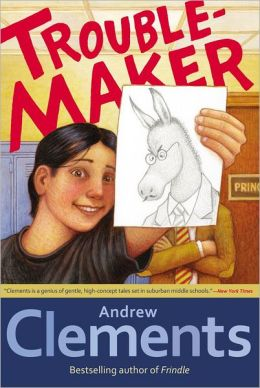 TROUBLE-
MAKER
PRIN
"Clements is a genius of gentle, high-concept tales set in suburban middle schools." —New York Times
Andrew
Clements
Bestselling author of Frindle